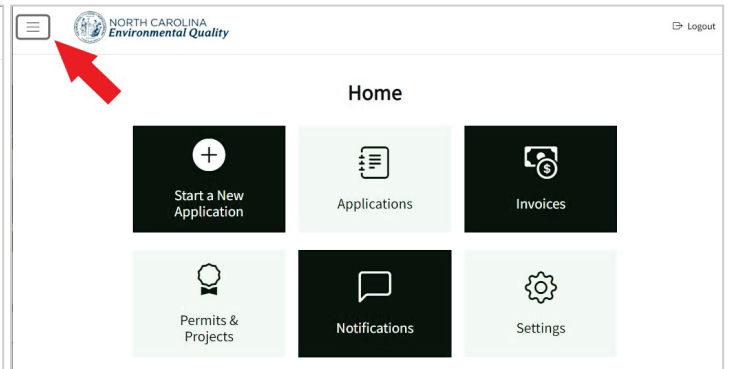 NORTH CAROLINA
Environmental Quality
Logout
Home
Start a New
Application
Applications
Invoices
Permits &
Projects
Notifications
Settings